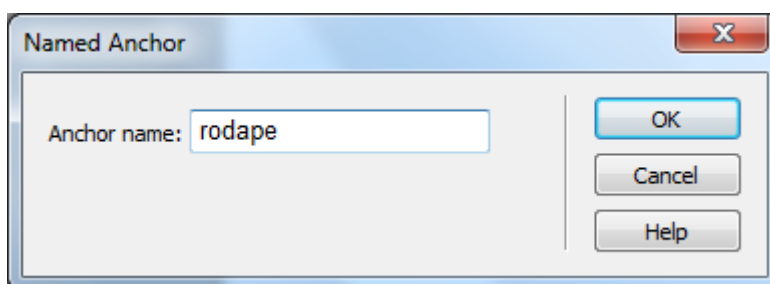 Named Anchor
Anchor name: rodape
OK
Cancel
Help